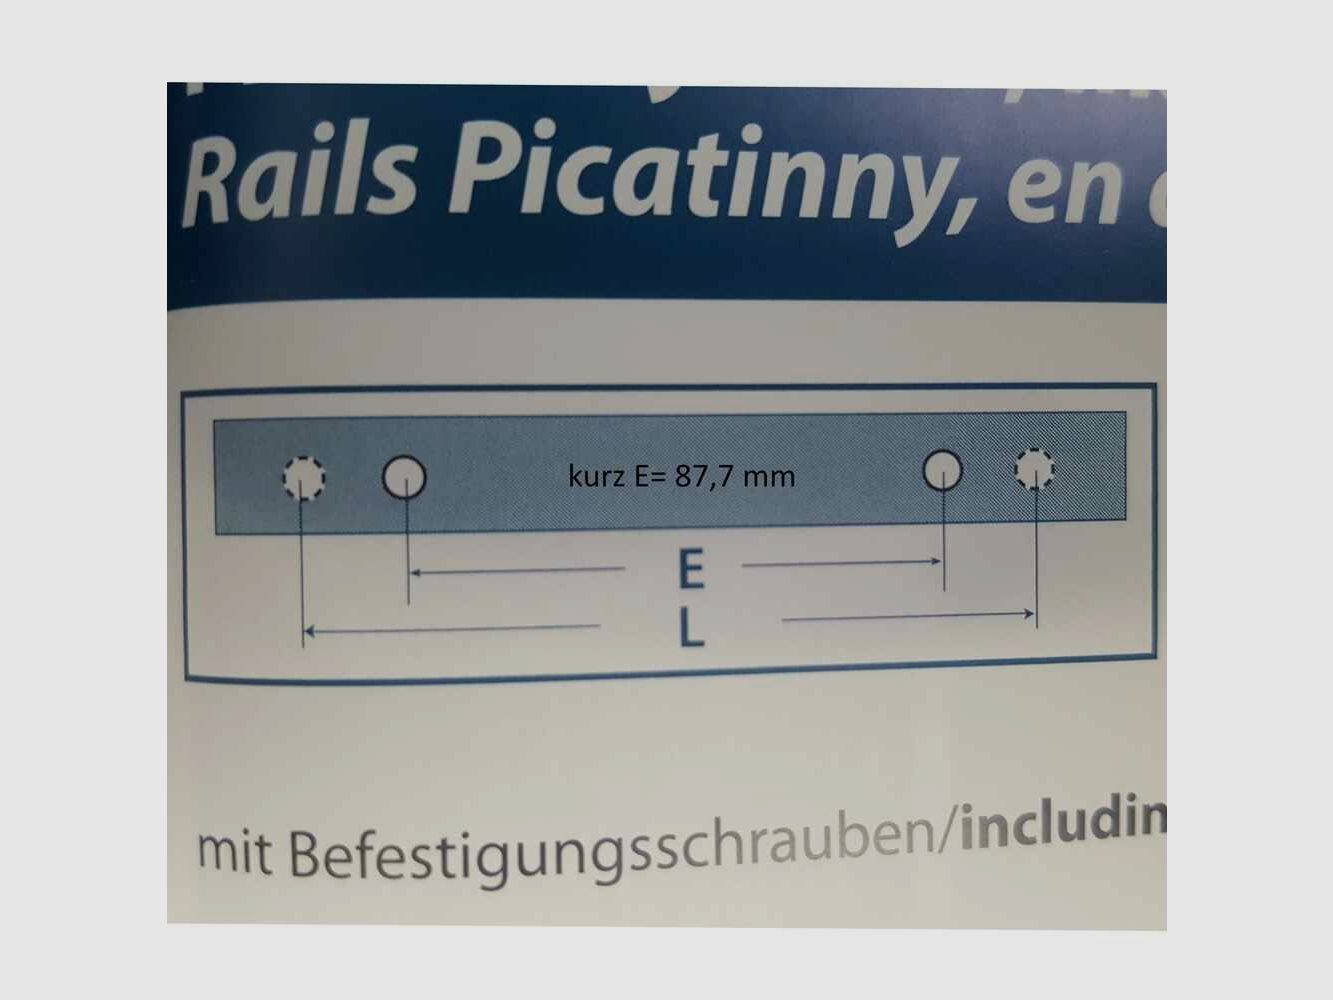 Rails Picatinny, en
kurz E= 87,7 mm
E
L
mit Befestigungsschrauben/includin